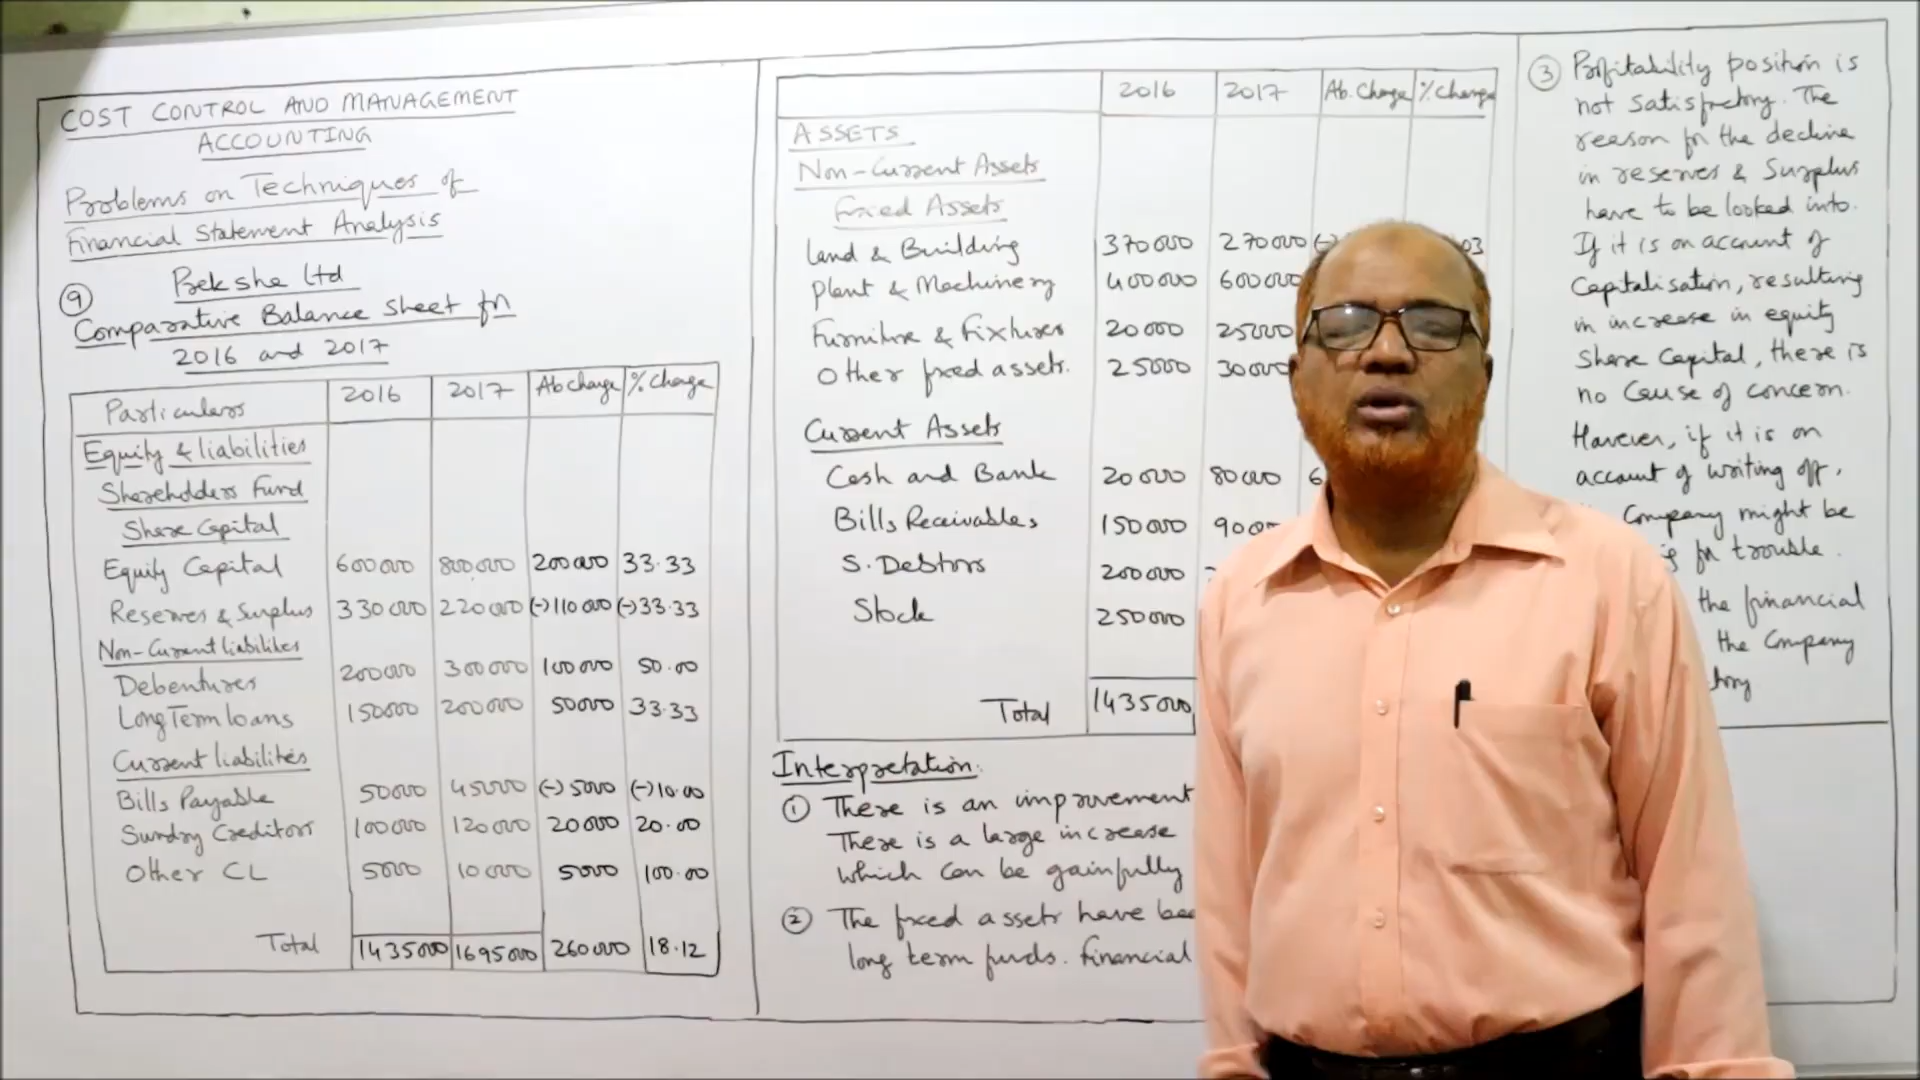 COST CONTROL AND MANAGEMENT
ACCOUNTING
Problems on Techniques of
Financial Statement Analysis
⑨ Beksha Ltd
Comparative Balance Sheet for
2016 and 2017
Particulars 2016 2017 Ab change % Change
Equity & liabilities
Shareholders Fund
Share Capital
Equity Capital 600000 800000 200000 33.33
Reserves & Surplus 330000 220000 (-)110000 (-)33.33
Non-Current liabilities
Debentures 200000 300000 100000 50.00
Long Term loans 150000 200000 50000 33.33
Current liabilities
Bills Payable 50000 45000 (-)5000 (-)10.00
Sundry Creditors 100000 120000 20000 20.00
Other CL 5000 10000 5000 100.00
Total 1435000 1695000 260000 18.12
2016 2017 Ab. Change % Change
ASSETS
Non-Current Assets
Fixed Assets
Land & Building 370000 270000 (-) 03
Plant & Machinery 400000 600000
Furniture & Fixtures 20000 25000
Other fixed assets. 25000 30000
Current Assets
Cash and Bank 20000 80000 6
Bills Receivables 150000 900
S. Debtors 200000
Stock 250000
Total 1435000
Interpretation:
① There is an improvement
There is a large increase
which can be gainfully
② The fixed assets have bee
long term funds. Financial
③ Profitability position is
not satisfactory. The
reason for the decline
in reserves & Surplus
have to be looked into.
If it is on account of
Capitalisation, resulting
in increase in equity
Share Capital, there is
no Cause of concern.
However, if it is on
account of writing off,
Company might be
for trouble.
the financial
the Company
tory